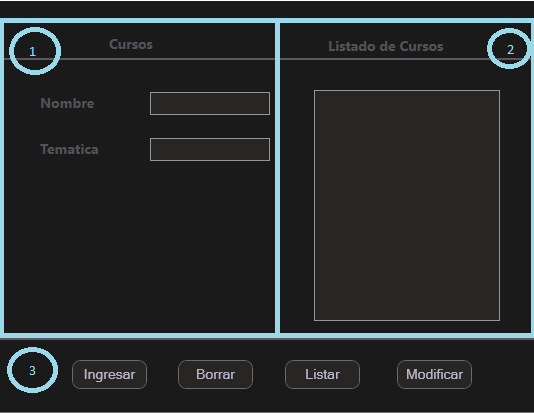 1
Cursos
Nombre
Tematica
Listado de Cursos
2
3
Ingresar
Borrar
Listar
Modificar